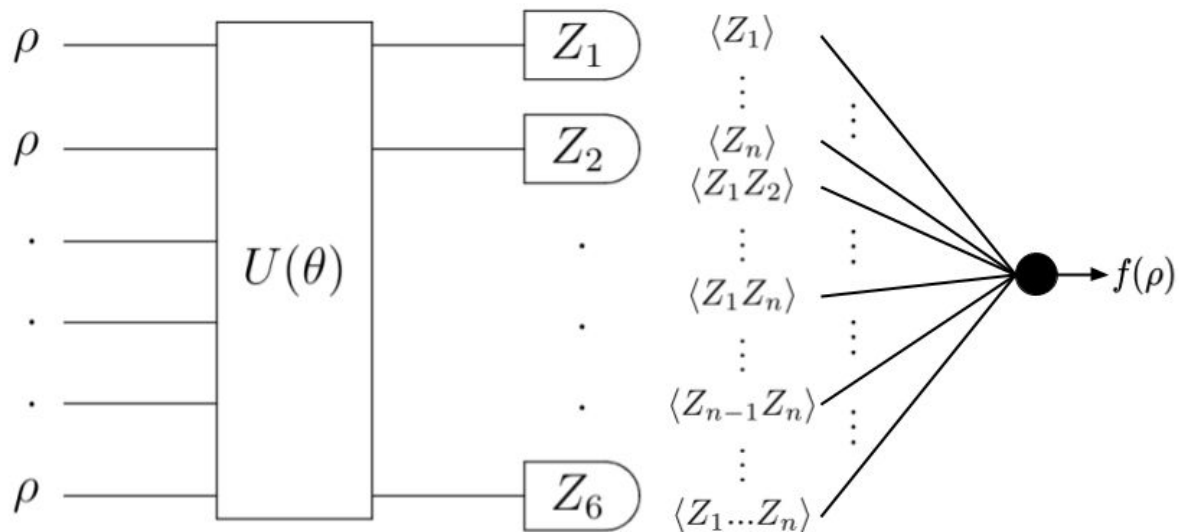 ρ
ρ
.
.
.
ρ
U(θ)
Z₁
Z₂
.
.
.
Z₆
⟨Z₁⟩
⋮
⟨Zₙ⟩
⟨Z₁Z₂⟩
⋮
⟨Z₁Zₙ⟩
⋮
⟨Zₙ₋₁Zₙ⟩
⋮
⟨Z₁...Zₙ⟩
⋮
⋮
⋮
⋮
f(ρ)